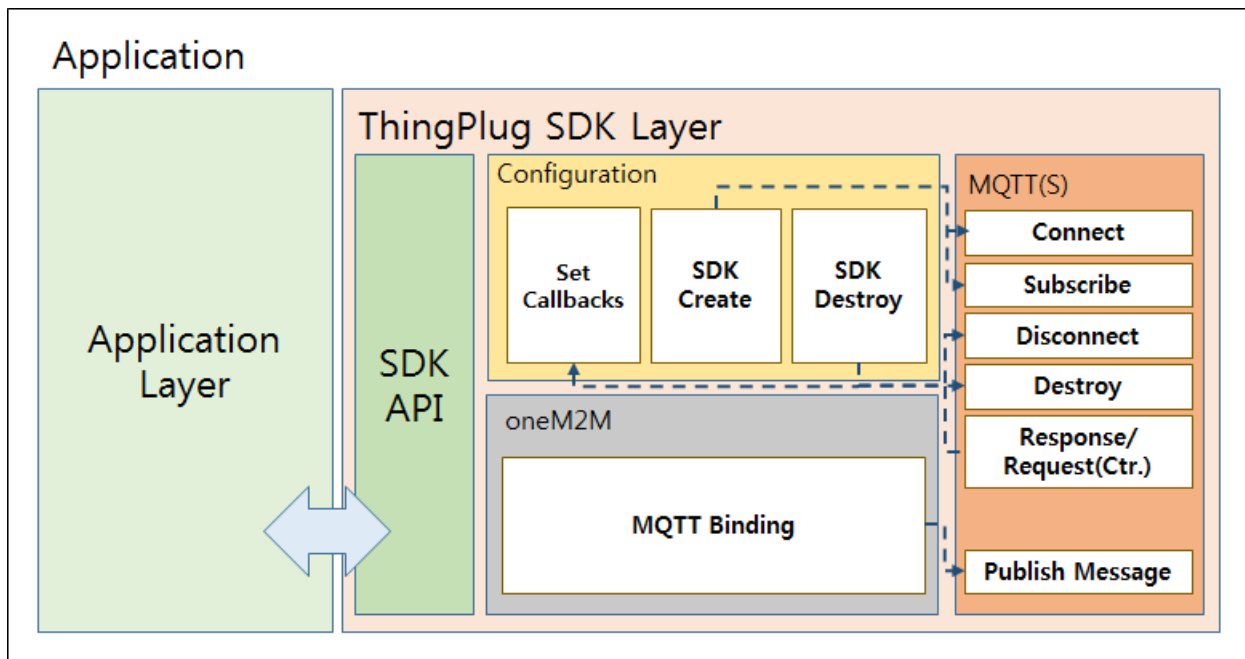 Application
Application
Layer
ThingPlug SDK Layer
SDK
API
Configuration
Set
Callbacks
SDK
Create
SDK
Destroy
oneM2M
MQTT Binding
MQTT(S)
Connect
Subscribe
Disconnect
Destroy
Response/
Request(Ctr.)
Publish Message